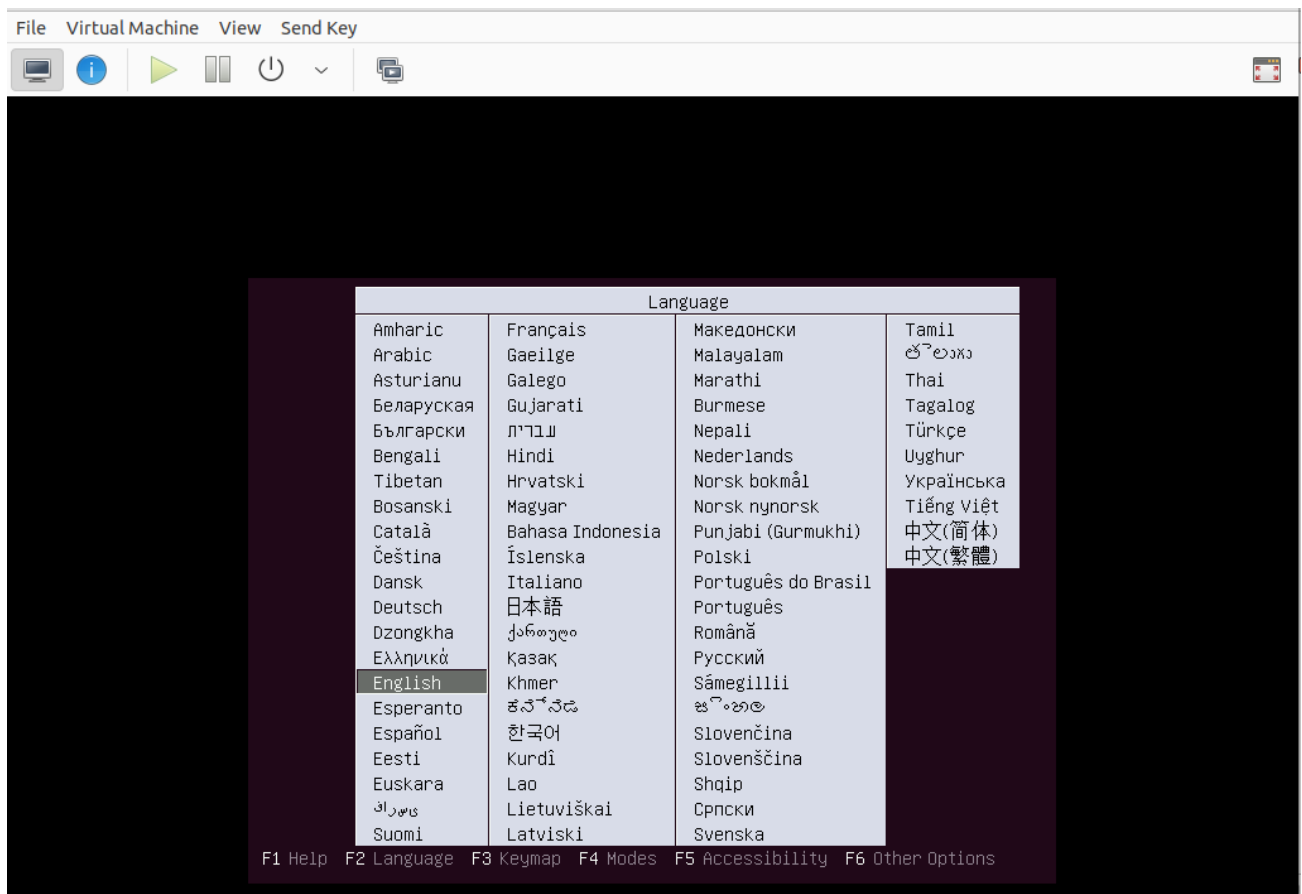 File Virtual Machine View Send Key
Language
Amharic
Arabic
Asturianu
Беларуская
Български
Bengali
Tibetan
Bosanski
Català
Čeština
Dansk
Deutsch
Dzongkha
Ελληνικά
English
Esperanto
Español
Eesti
Euskara
Suomi
Français
Gaeilge
Galego
Gujarati
עברית
Hindi
Hrvatski
Magyar
Bahasa Indonesia
Íslenska
Italiano
日本語
ქართული
Қазақ
Khmer
한국어
Kurdî
Lao
Lietuviškai
Latviski
Македонски
Malayalam
Marathi
Burmese
Nepali
Nederlands
Norsk bokmål
Norsk nynorsk
Punjabi (Gurmukhi)
Polski
Português do Brasil
Português
Română
Русский
Sámegillii
Slovenčina
Slovenščina
Shqip
Српски
Svenska
Tamil
Thai
Tagalog
Türkçe
Uyghur
Українська
Tiếng Việt
中文(简体)
中文(繁體)
F1 Help F2 Language F3 Keymap F4 Modes F5 Accessibility F6 Other Options